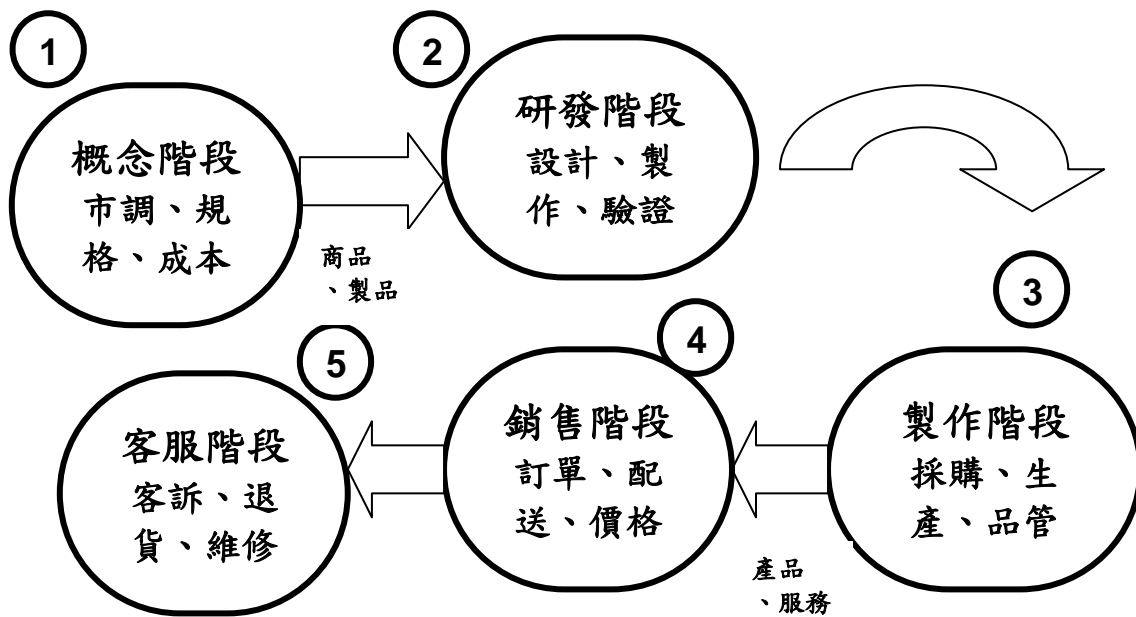 1
概念階段
市調、規
格、成本
商品
、製品
2
研發階段
設計、製
作、驗證
3
製作階段
採購、生
產、品管
產品
、服務
4
銷售階段
訂單、配
送、價格
5
客服階段
客訴、退
貨、維修